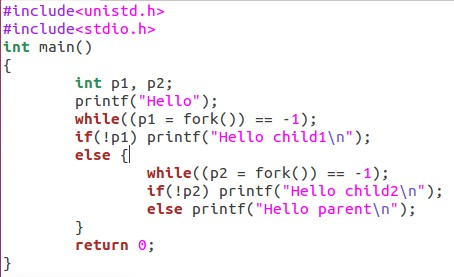 #include<unistd.h>
#include<stdio.h>
int main()
{
        int p1, p2;
        printf("Hello");
        while((p1 = fork()) == -1);
        if(!p1) printf("Hello child1\n");
        else {
                while((p2 = fork()) == -1);
                if(!p2) printf("Hello child2\n");
                else printf("Hello parent\n");
        }
        return 0;
}